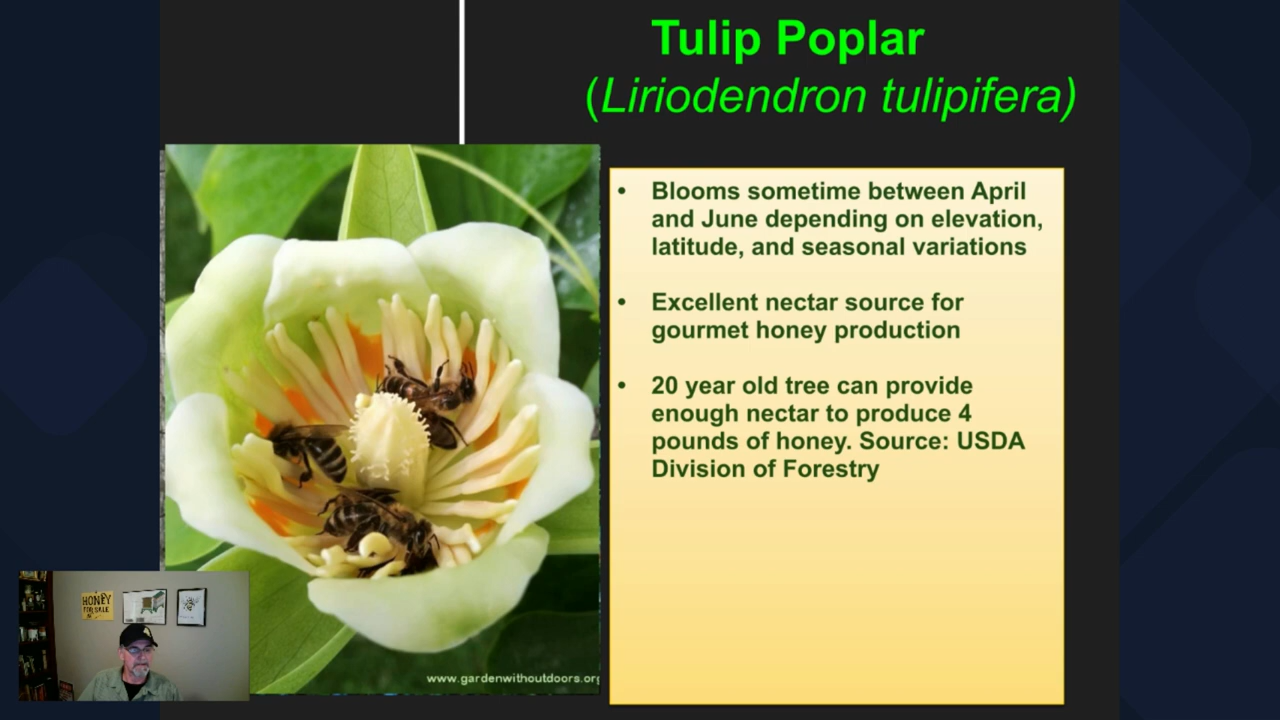 Tulip Poplar
(Liriodendron tulipifera)
• Blooms sometime between April
and June depending on elevation,
latitude, and seasonal variations
• Excellent nectar source for
gourmet honey production
• 20 year old tree can provide
enough nectar to produce 4
pounds of honey. Source: USDA
Division of Forestry
www.gardenwithoutdoors.org
HONEY
FOR SALE